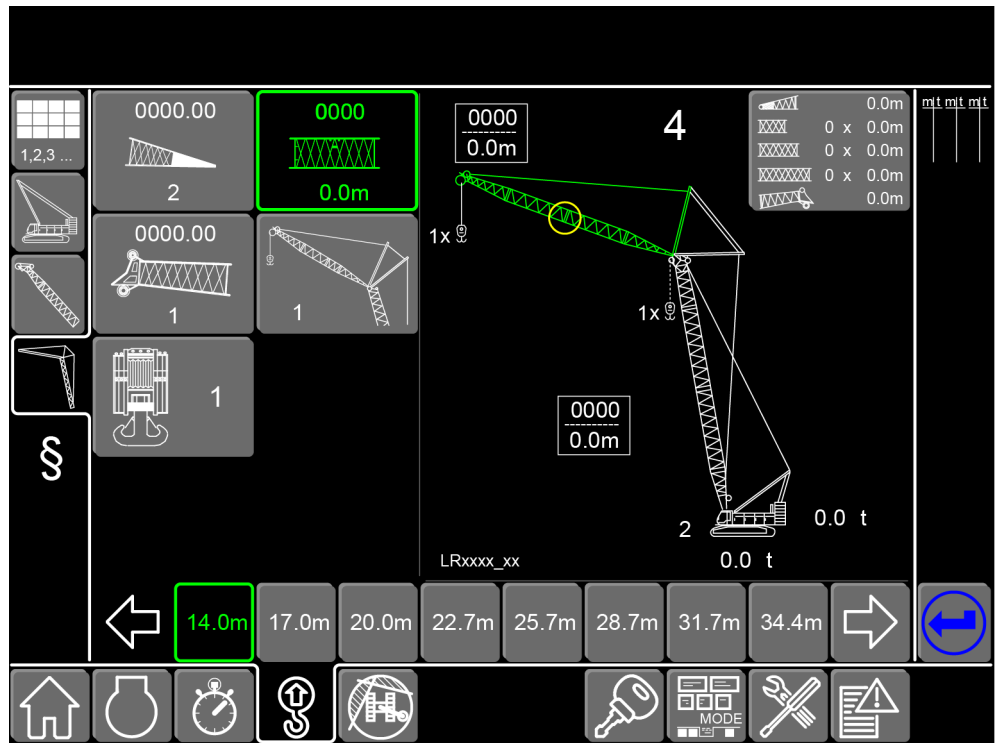 1,2,3 ...
§
0000.00
2
0000
0.0m
0000.00
1
1
1
0000
0.0m
4
1x
1x
0000
0.0m
2
0.0 t
0.0 t
LRxxxx_xx
0.0m
0 x 0.0m
0 x 0.0m
0 x 0.0m
0.0m
m|t m|t m|t
14.0m 17.0m 20.0m 22.7m 25.7m 28.7m 31.7m 34.4m
MODE